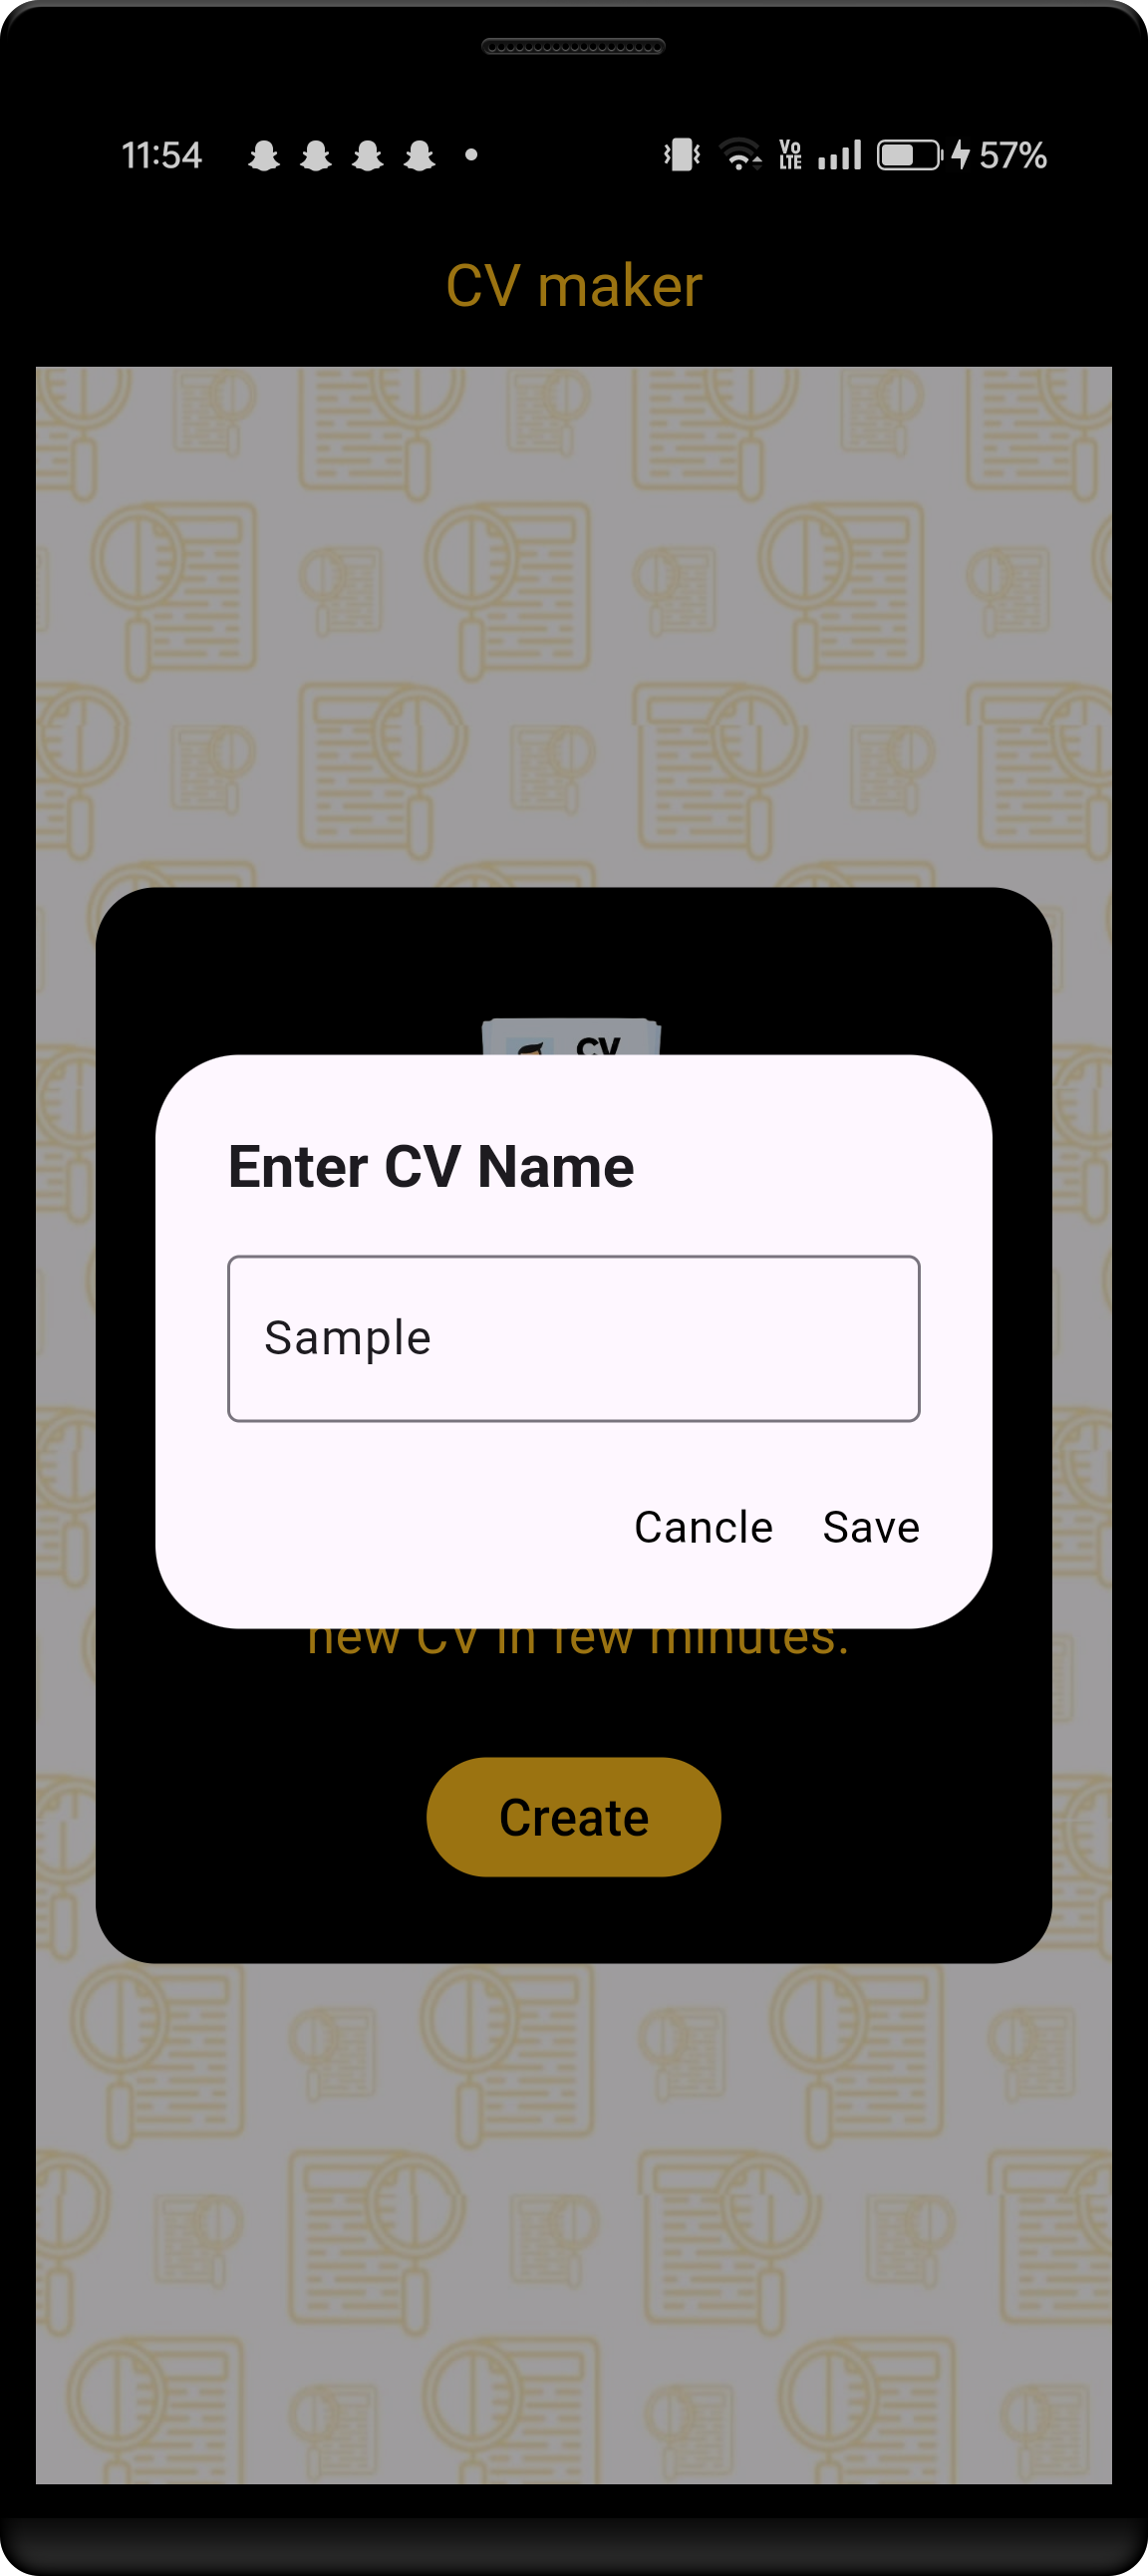 11:54 Vo LTE 57%
CV maker
CV
Enter CV Name
Sample
Cancle Save
new CV in few minutes.
Create